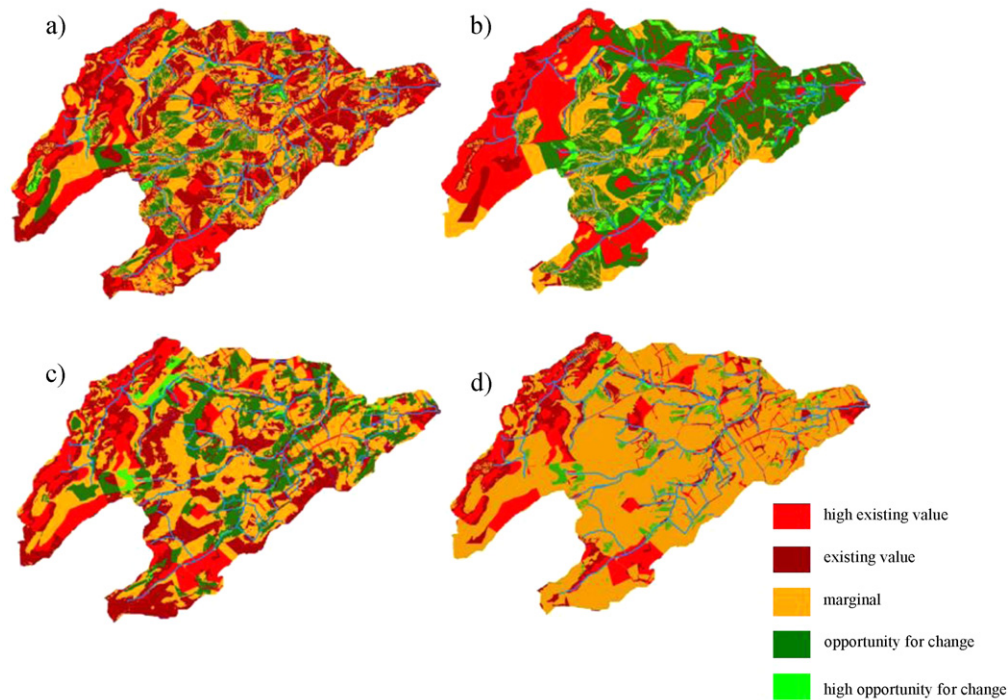 a)
b)
c)
d)
high existing value
existing value
marginal
opportunity for change
high opportunity for change